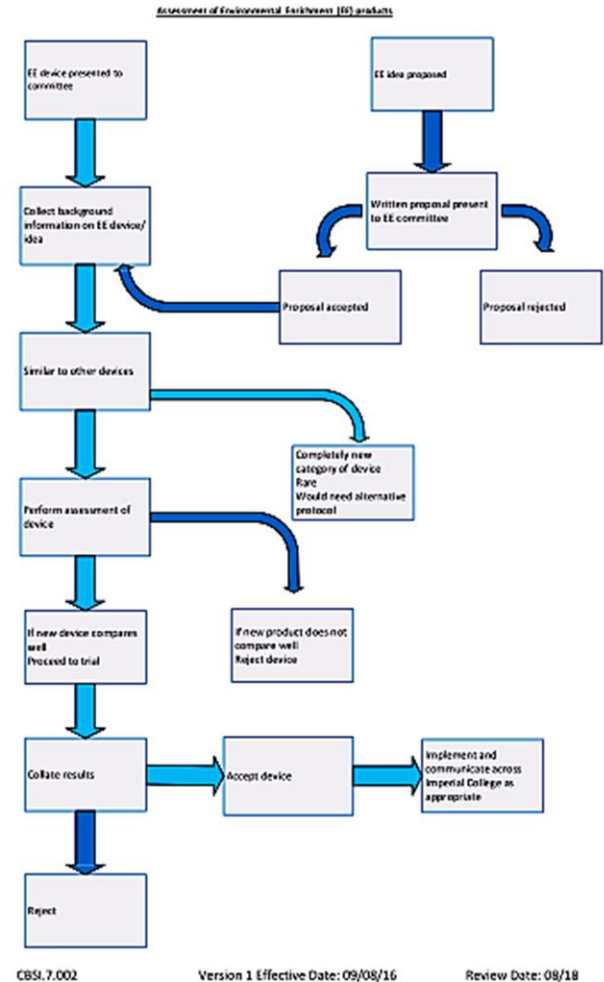 Assessment of Environmental Enrichment (EE) products
EE device presented to
committee
EE idea proposed
Collect background
information on EE device/
idea
Written proposal present
to EE committee
Proposal accepted
Proposal rejected
Similar to other devices
Completely new
category of device
Rare
Would need alternative
protocol
Perform assessment of
device
If new device compares
well
Proceed to trial
If new product does not
compare well
Reject device
Collate results
Accept device
Implement and
communicate across
Imperial College as
appropriate
Reject
CBSI.7.002 Version 1 Effective Date: 09/08/16 Review Date: 08/18